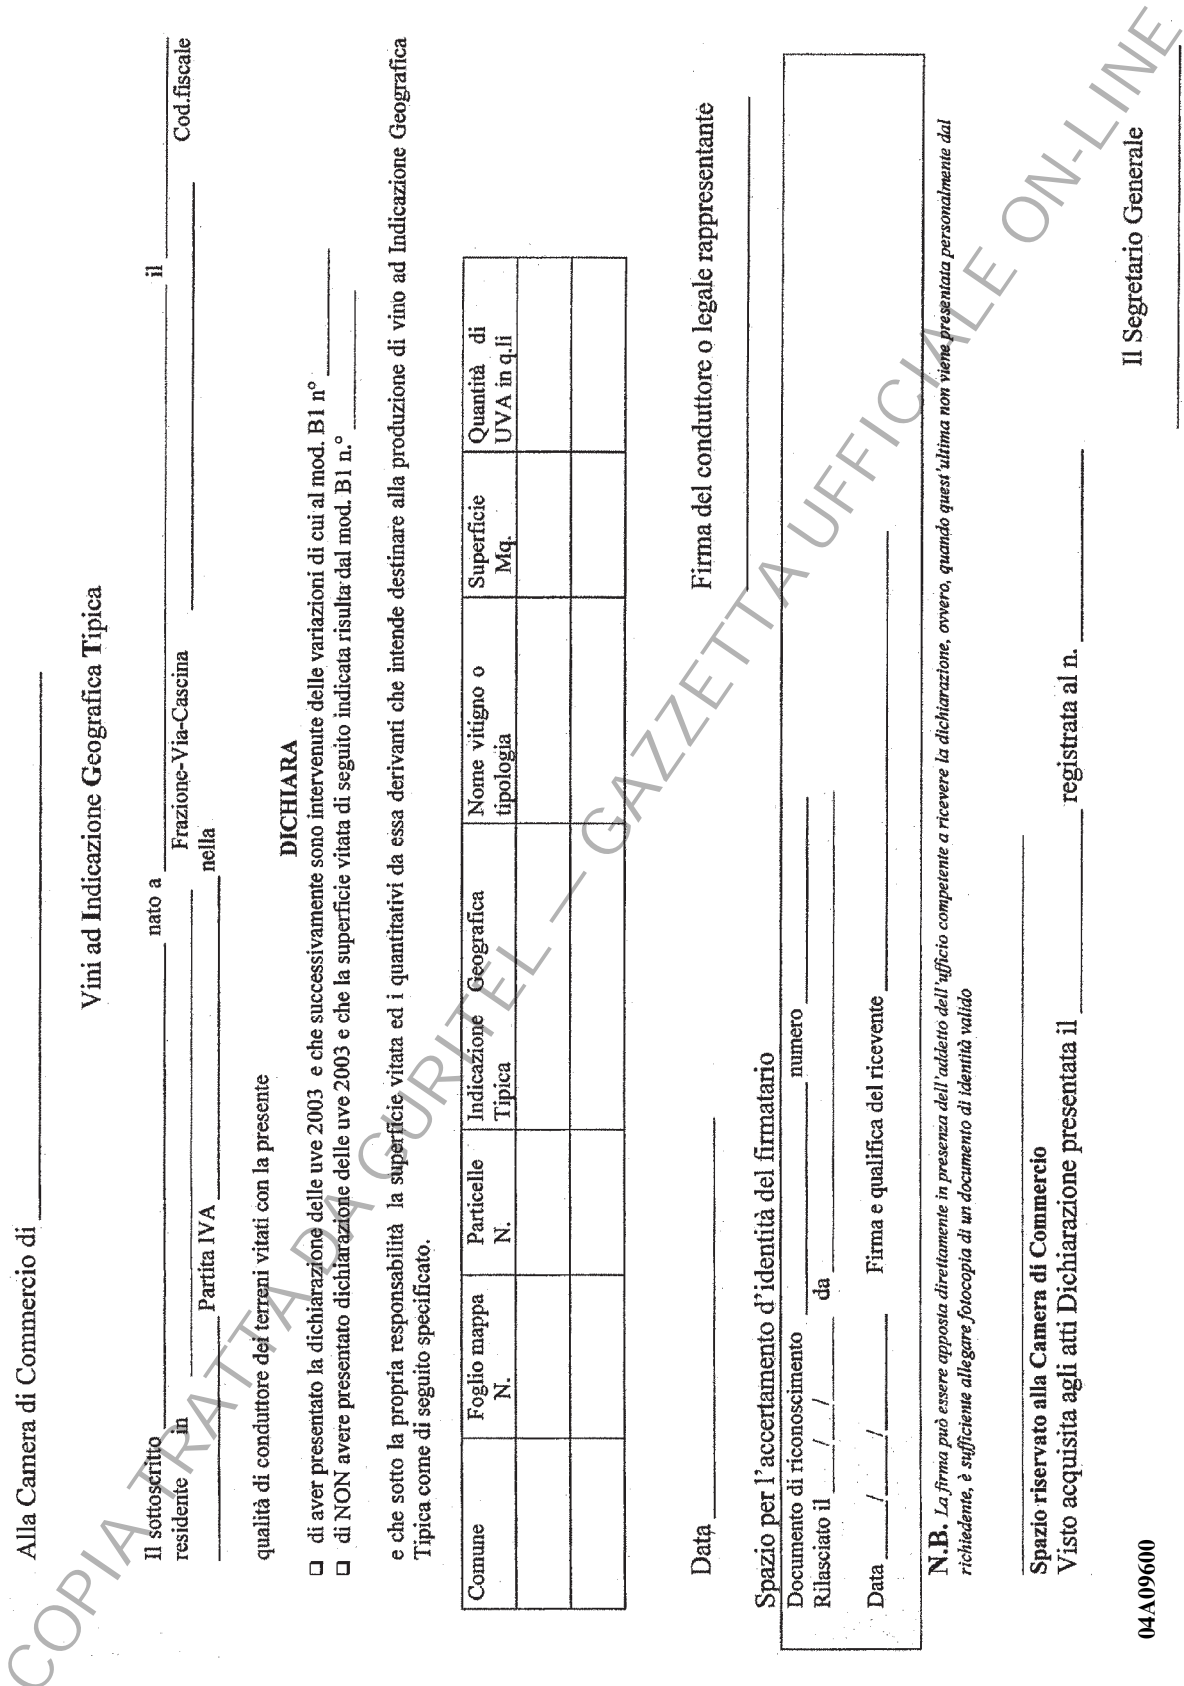 Alla Camera di Commercio di
Vini ad Indicazione Geografica Tipica
Il sottoscritto nato a il
residente in Frazione-Via-Cascina Cod.fiscale
Partita IVA nella
qualità di conduttore dei terreni vitati con la presente
DICHIARA
❑ di aver presentato la dichiarazione delle uve 2003 e che successivamente sono intervenute delle variazioni di cui al mod. B1 n°
❑ di NON avere presentato dichiarazione delle uve 2003 e che la superficie vitata di seguito indicata risulta dal mod. B1 n.°
e che sotto la propria responsabilità la superficie vitata ed i quantitativi da essa derivanti che intende destinare alla produzione di vino ad Indicazione Geografica
Tipica come di seguito specificato.
Comune Foglio mappa Particelle Indicazione Geografica Nome vitigno o Superficie Quantità di
N. N. Tipica tipologia Mq. UVA in q.li
Data Firma del conduttore o legale rappresentante
Spazio per l'accertamento d'identità del firmatario
Documento di riconoscimento numero
Rilasciato il / / da
Data / / Firma e qualifica del ricevente
N.B. La firma può essere apposta direttamente in presenza dell'addetto dell'ufficio competente a ricevere la dichiarazione, ovvero, quando quest'ultima non viene presentata personalmente dal
richiedente, è sufficiente allegare fotocopia di un documento di identità valido
Spazio riservato alla Camera di Commercio
Visto acquisita agli atti Dichiarazione presentata il registrata al n.
Il Segretario Generale
04A09600
COPIA TRATTA DA GURITEL — GAZZETTA UFFICIALE ON-LINE